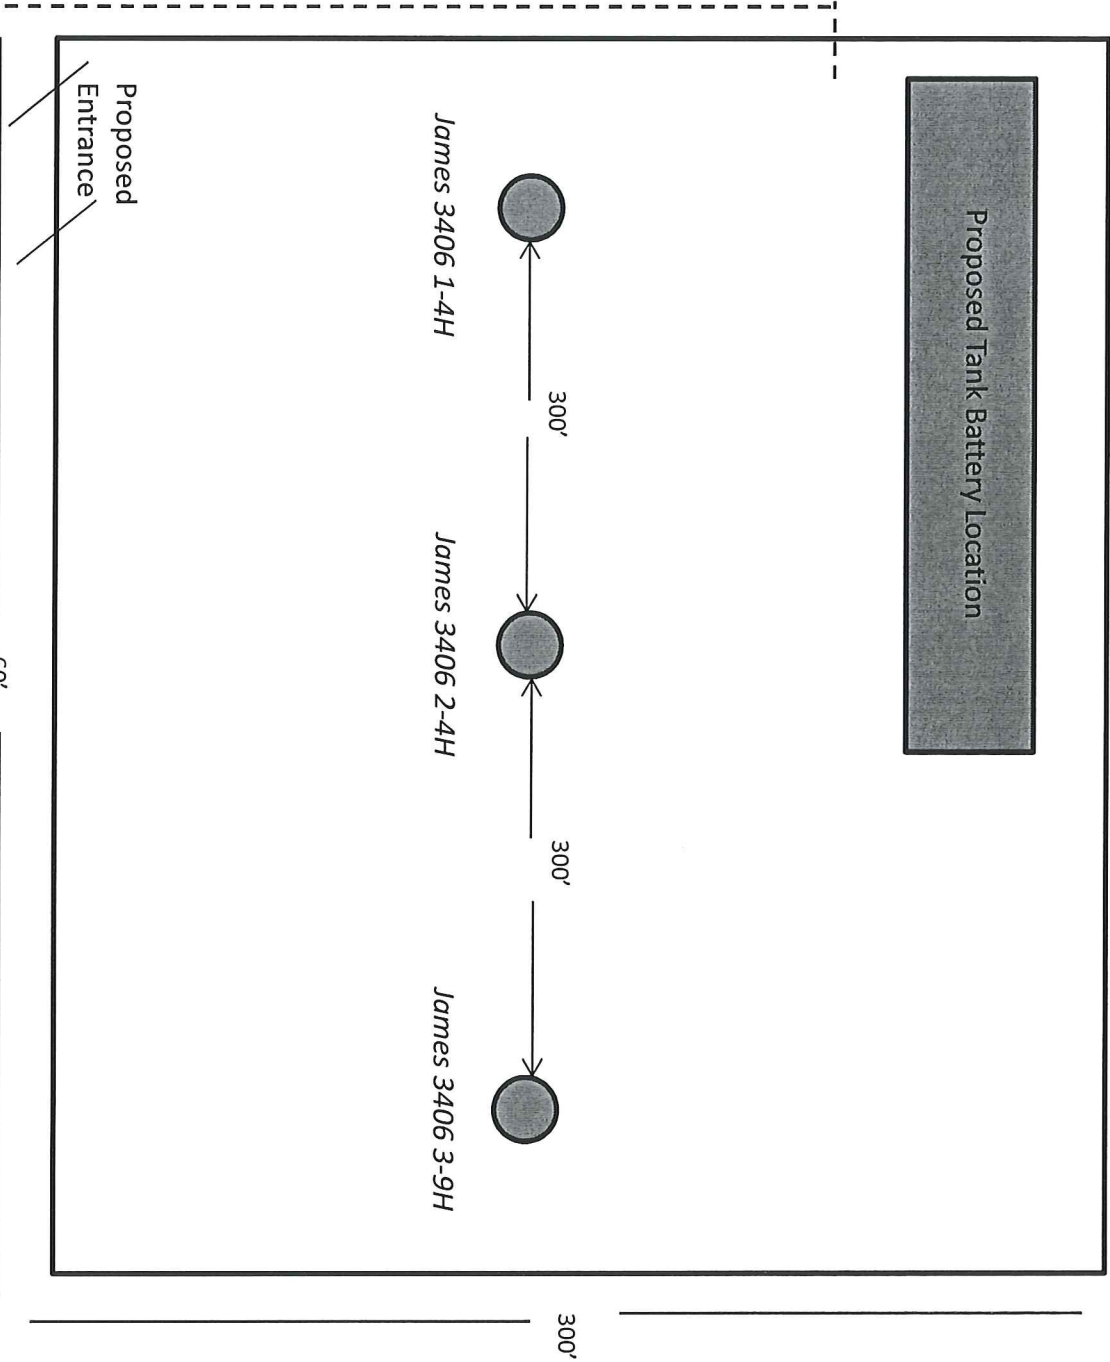 Proposed Tank Battery Location
300’
300’
300’
James 3406 1-4H
James 3406 2-4H
James 3406 3-9H
Proposed
Entrance